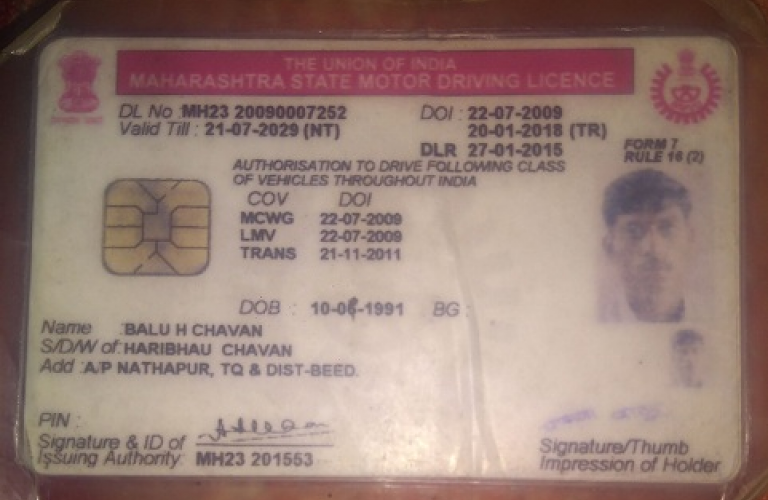 THE UNION OF INDIA
MAHARASHTRA STATE MOTOR DRIVING LICENCE
DL No : MH23 20090007252 DOI : 22-07-2009
Valid Till : 21-07-2029 (NT) 20-01-2018 (TR)
DLR 27-01-2015
FORM 7
RULE 16 (2)
AUTHORISATION TO DRIVE FOLLOWING CLASS
OF VEHICLES THROUGHOUT INDIA
COV DOI
MCWG 22-07-2009
LMV 22-07-2009
TRANS 21-11-2011
DOB : BG :
Name : BALU H CHAVAN
S/D/W of : HARIBHAU CHAVAN
Add : A/P NATHAPUR, TQ & DIST-BEED.
PIN :
Signature & ID of
Issuing Authority: MH23 201553
Signature/Thumb
Impression of Holder